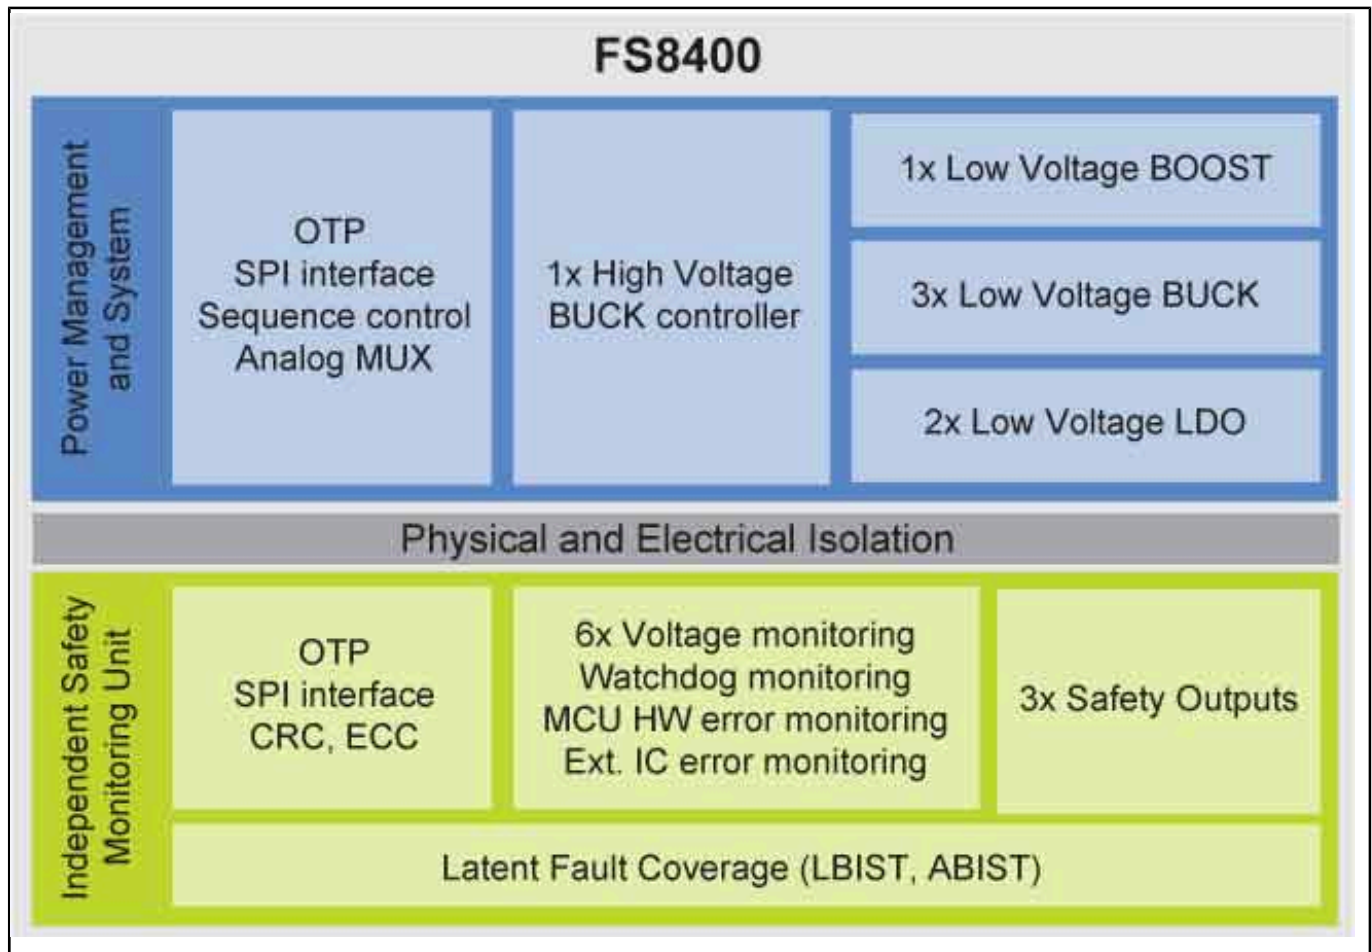 FS8400
Power Management
and System
OTP
SPI interface
Sequence control
Analog MUX
1x High Voltage
BUCK controller
1x Low Voltage BOOST
3x Low Voltage BUCK
2x Low Voltage LDO
Physical and Electrical Isolation
Independent Safety
Monitoring Unit
OTP
SPI interface
CRC, ECC
6x Voltage monitoring
Watchdog monitoring
MCU HW error monitoring
Ext. IC error monitoring
3x Safety Outputs
Latent Fault Coverage (LBIST, ABIST)